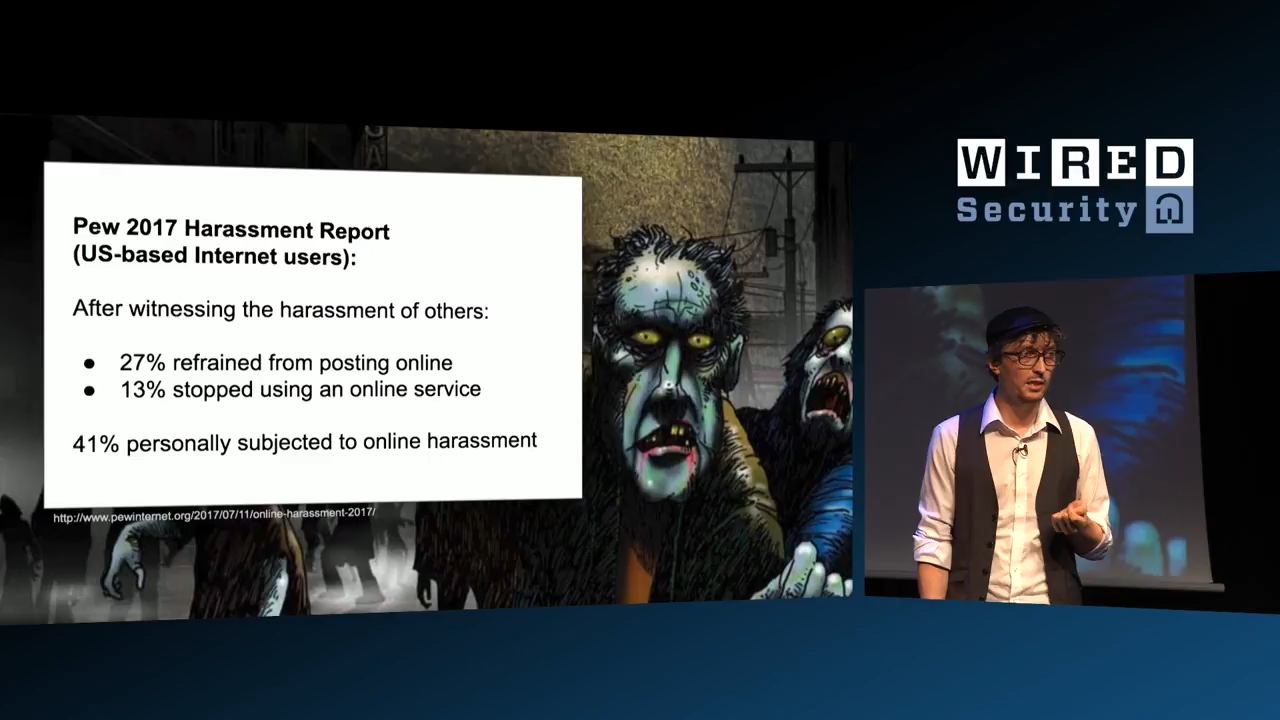 Pew 2017 Harassment Report
(US-based Internet users):
After witnessing the harassment of others:
● 27% refrained from posting online
● 13% stopped using an online service
41% personally subjected to online harassment
http://www.pewinternet.org/2017/07/11/online-harassment-2017/
WIRED
Security